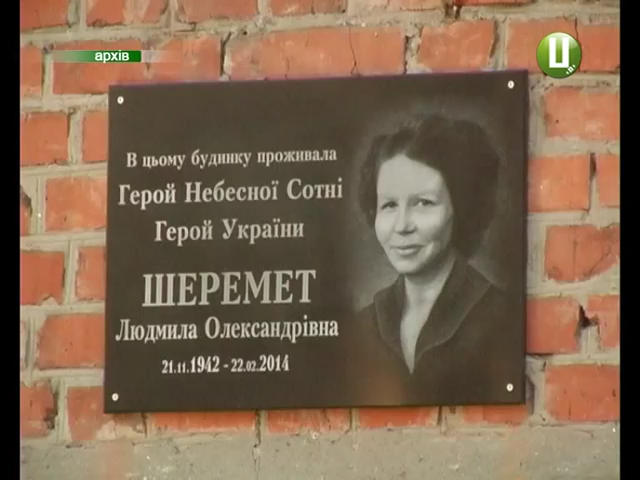 архів
Ц
В цьому будинку проживала
Герой Небесної Сотні
Герой України
ШЕРЕМЕТ
Людмила Олександрівна
21.11.1942 - 22.02.2014